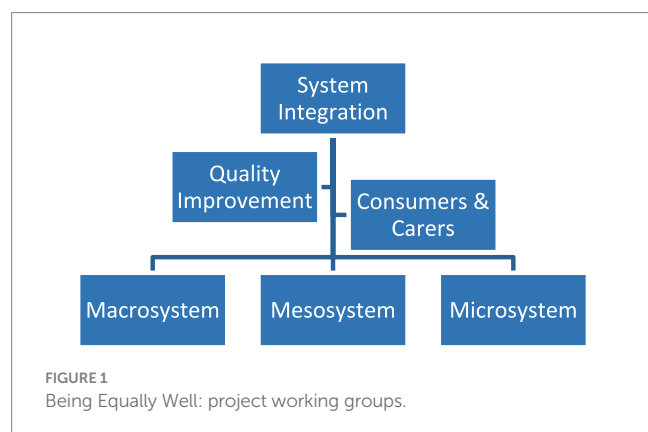 System
Integration
Quality
Improvement
Consumers &
Carers
Macrosystem
Mesosystem
Microsystem
FIGURE 1
Being Equally Well: project working groups.